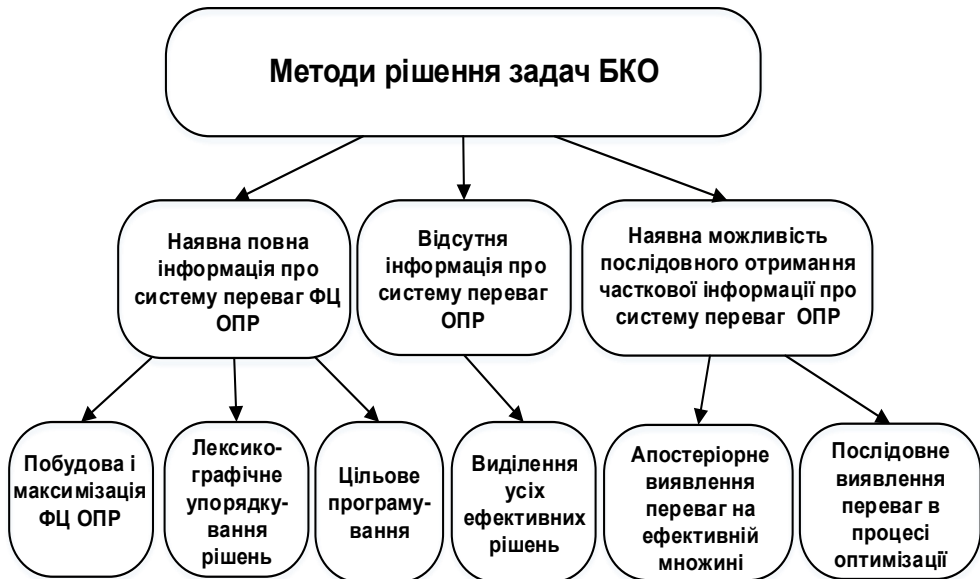 Методи рішення задач БКО
Наявна повна
інформація про
систему переваг ФЦ
ОПР
Відсутня
інформація про
систему переваг
ОПР
Наявна можливість
послідовного отримання
часткової інформації про
систему переваг ОПР
Побудова і
максимізація
ФЦ ОПР
Лексико-
графічне
упорядку-
вання
рішень
Цільове
програму-
вання
Виділення
усіх
ефективних
рішень
Апостеріорне
виявлення
переваг на
ефективній
множині
Послідовне
виявлення
переваг в
процесі
оптимізації